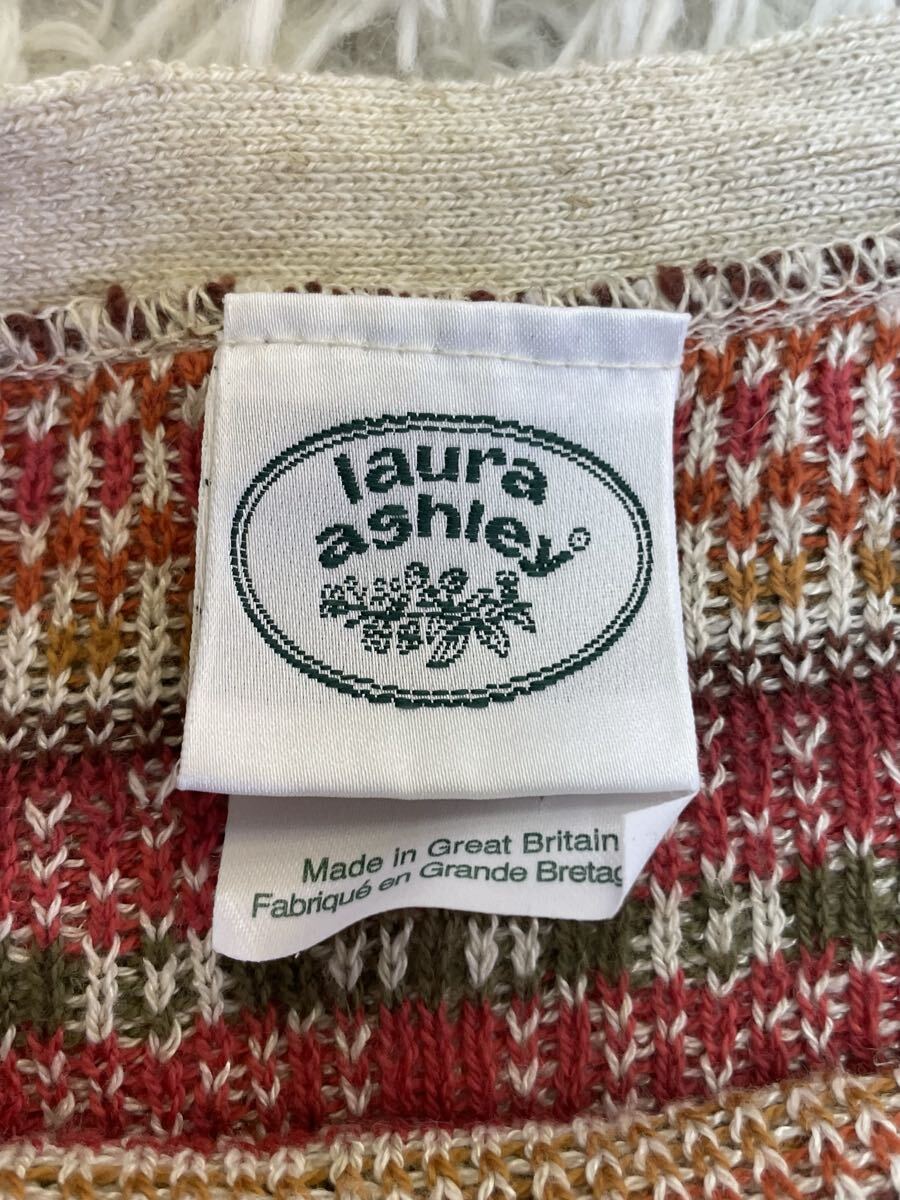 laura
ashley®
Made in Great Britain
Fabriqué en Grande Bretag